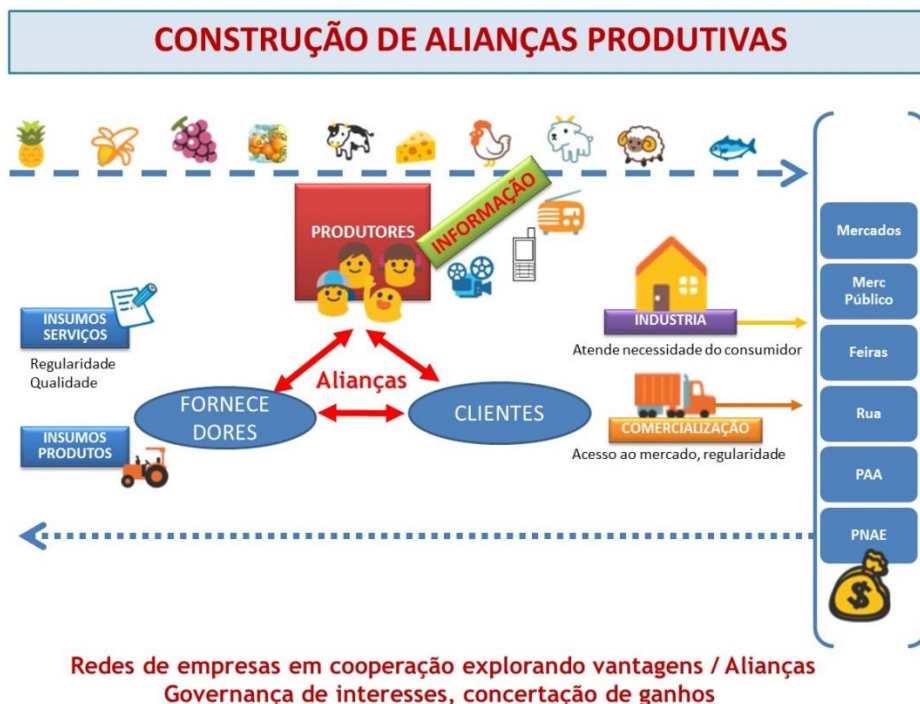 CONSTRUÇÃO DE ALIANÇAS PRODUTIVAS
PRODUTORES
INFORMAÇÃO
INSUMOS
SERVIÇOS
Regularidade
Qualidade
INSUMOS
PRODUTOS
FORNECE
DORES
Alianças
CLIENTES
INDUSTRIA
Atende necessidade do consumidor
COMERCIALIZAÇÃO
Acesso ao mercado, regularidade
Mercados
Merc
Público
Feiras
Rua
PAA
PNAE
$
Redes de empresas em cooperação explorando vantagens / Alianças
Governança de interesses, concertação de ganhos